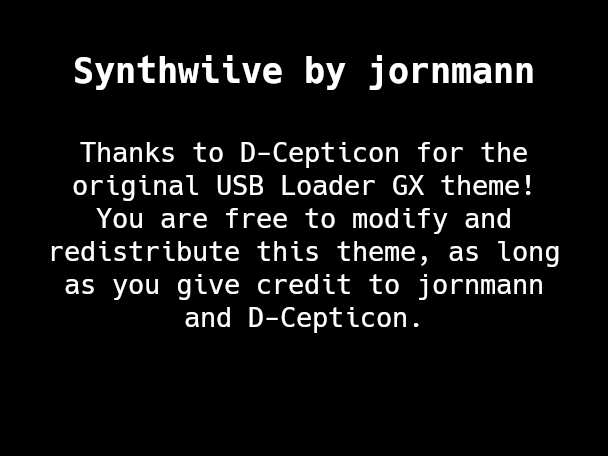 Synthwiive by jornmann
Thanks to D-Cepticon for the
original USB Loader GX theme!
You are free to modify and
redistribute this theme, as long
as you give credit to jornmann
and D-Cepticon.